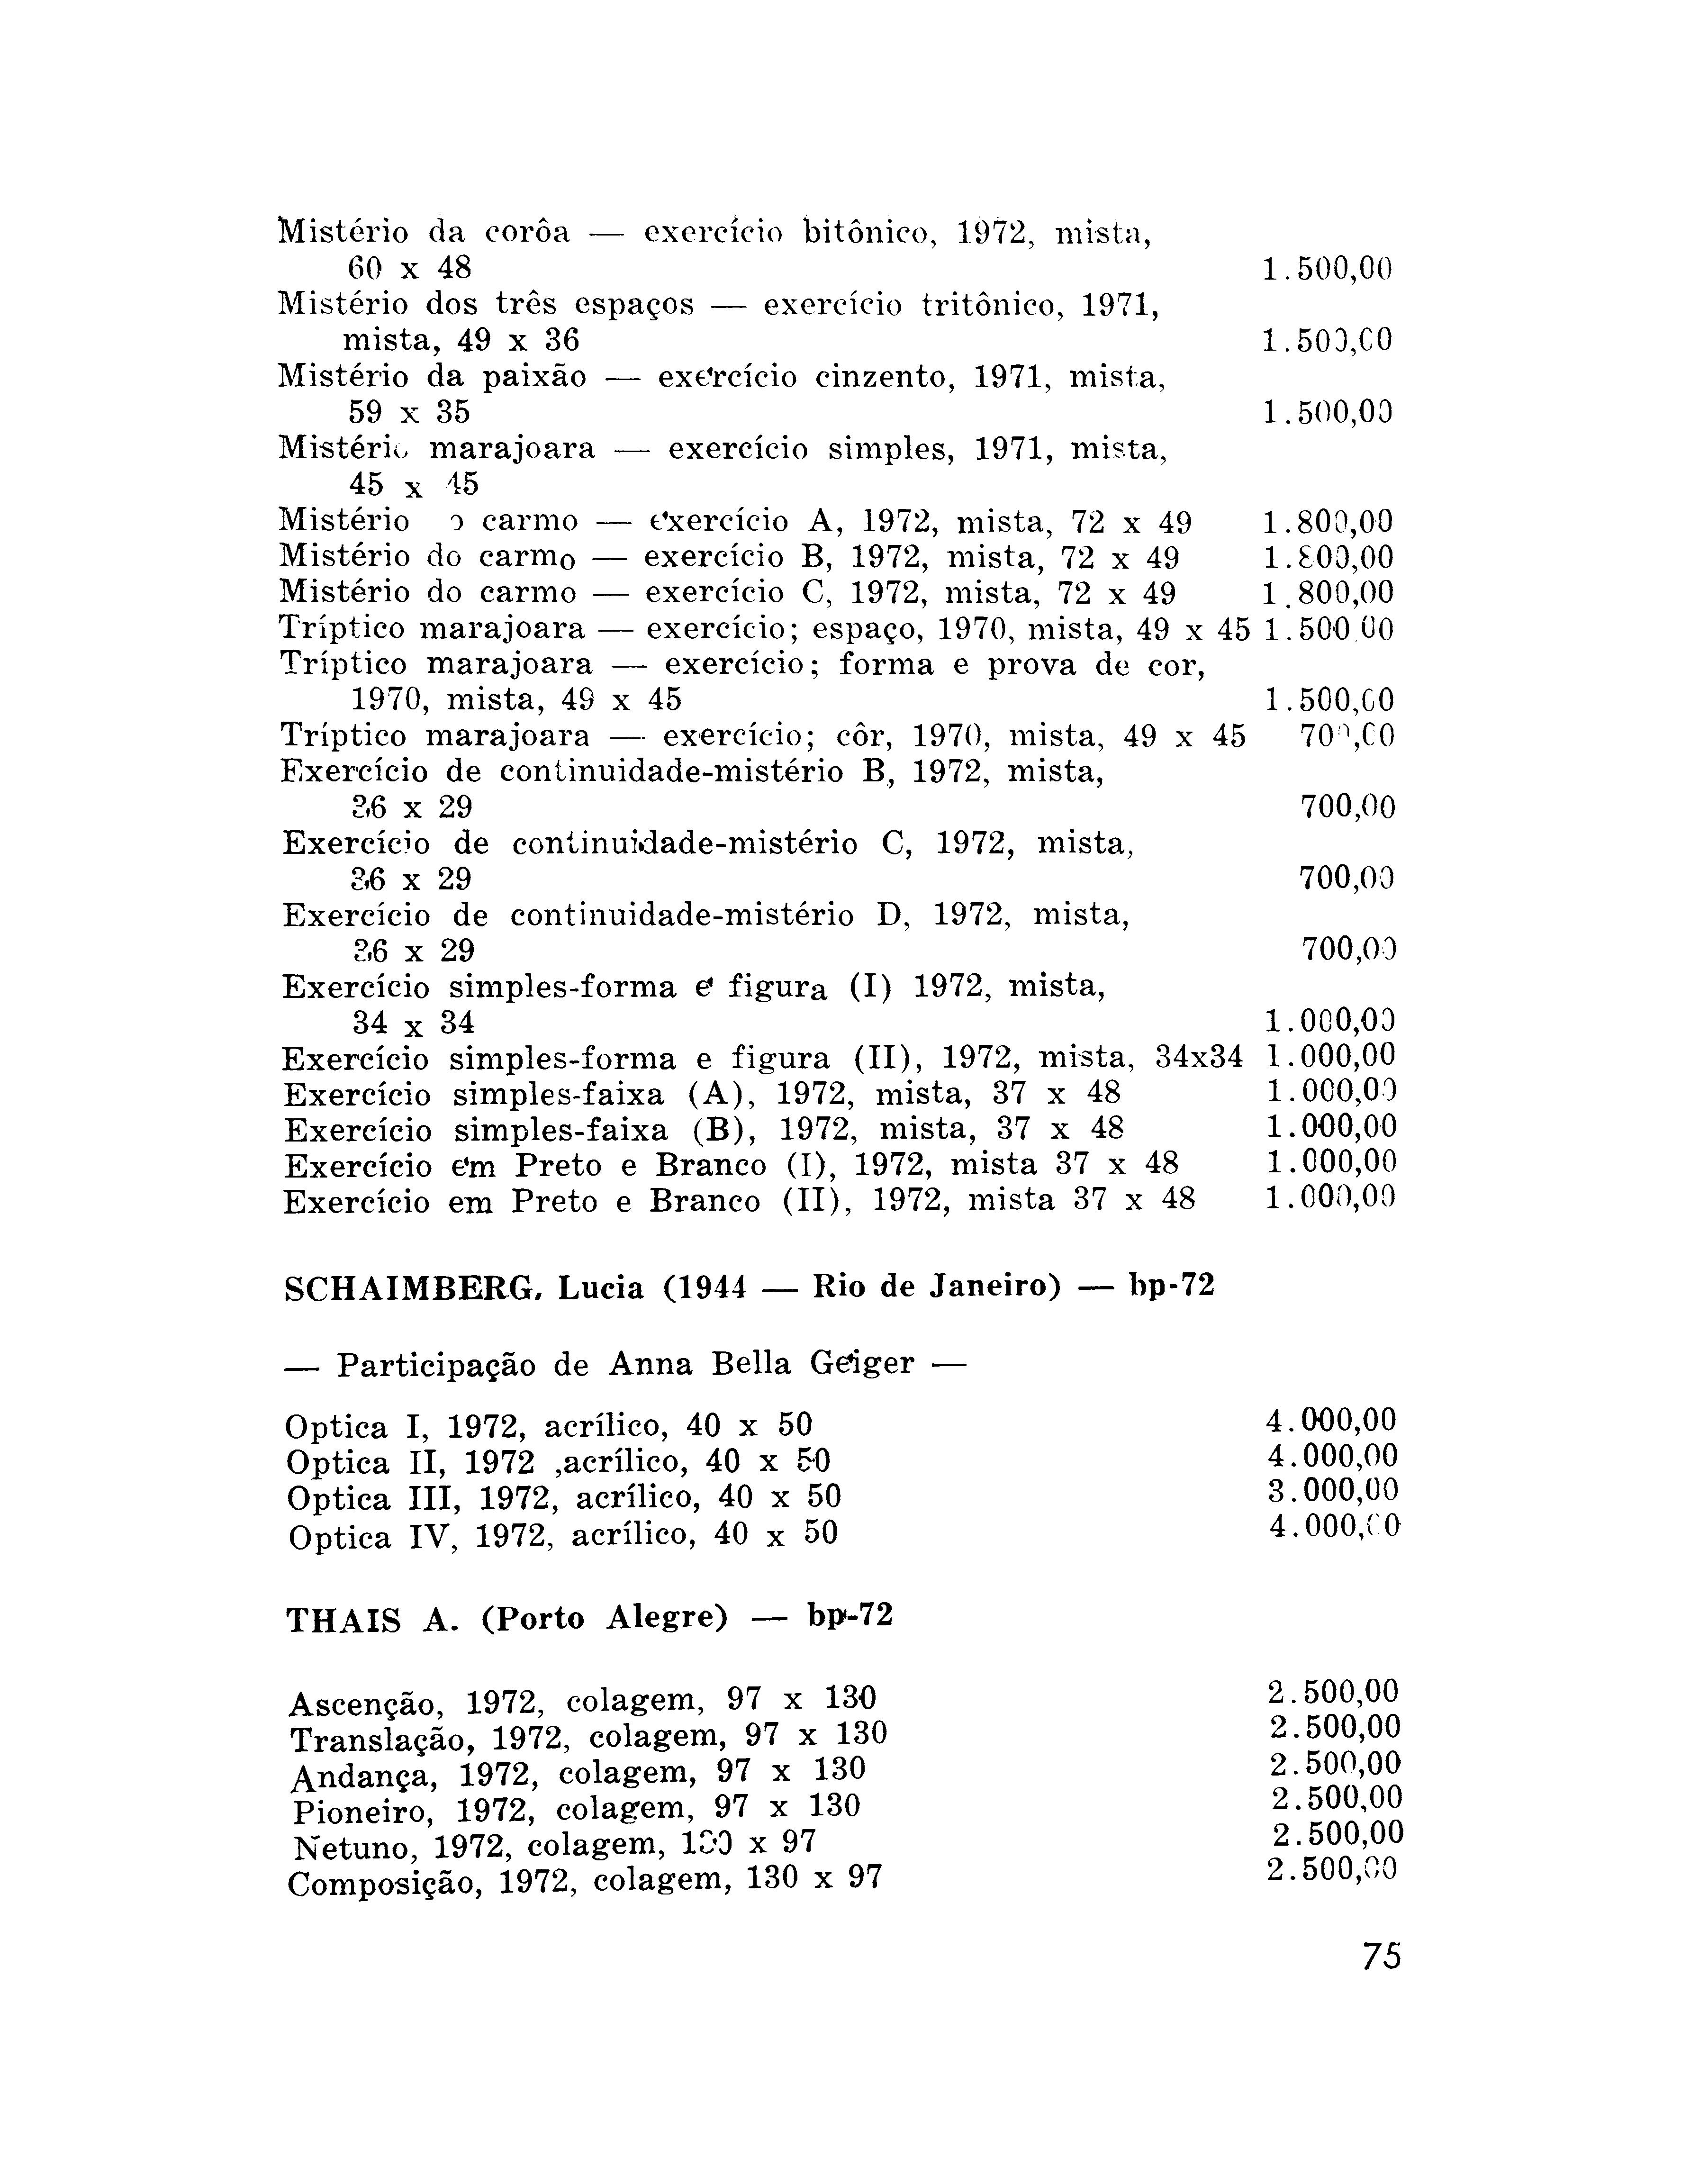 Mistério da corôa — exercício bitônico, 1972, mista,
60 x 48 1.500,00
Mistério dos três espaços — exercício tritônico, 1971,
mista, 49 x 36 1.500,00
Mistério da paixão — exercício cinzento, 1971, mista,
59 x 35 1.500,00
Mistério marajoara — exercício simples, 1971, mista,
45 x 45
Mistério o carmo — exercício A, 1972, mista, 72 x 49 1.800,00
Mistério do carmo — exercício B, 1972, mista, 72 x 49 1.800,00
Mistério do carmo — exercício C, 1972, mista, 72 x 49 1.800,00
Tríptico marajoara — exercício; espaço, 1970, mista, 49 x 45 1.500,00
Tríptico marajoara — exercício; forma e prova de cor,
1970, mista, 49 x 45 1.500,00
Tríptico marajoara — exercício; côr, 1970, mista, 49 x 45 700,00
Exercício de continuidade-mistério B, 1972, mista,
36 x 29 700,00
Exercício de continuidade-mistério C, 1972, mista,
36 x 29 700,00
Exercício de continuidade-mistério D, 1972, mista,
36 x 29 700,00
Exercício simples-forma e figura (I) 1972, mista,
34 x 34 1.000,00
Exercício simples-forma e figura (II), 1972, mista, 34x34 1.000,00
Exercício simples-faixa (A), 1972, mista, 37 x 48 1.000,00
Exercício simples-faixa (B), 1972, mista, 37 x 48 1.000,00
Exercício em Preto e Branco (I), 1972, mista 37 x 48 1.000,00
Exercício em Preto e Branco (II), 1972, mista 37 x 48 1.000,00
SCHAIMBERG, Lucia (1944 — Rio de Janeiro) — bp-72
— Participação de Anna Bella Geiger —
Optica I, 1972, acrílico, 40 x 50 4.000,00
Optica II, 1972 ,acrílico, 40 x 50 4.000,00
Optica III, 1972, acrílico, 40 x 50 3.000,00
Optica IV, 1972, acrílico, 40 x 50 4.000,00
THAIS A. (Porto Alegre) — bp-72
Ascenção, 1972, colagem, 97 x 130 2.500,00
Translação, 1972, colagem, 97 x 130 2.500,00
Andança, 1972, colagem, 97 x 130 2.500,00
Pioneiro, 1972, colagem, 97 x 130 2.500,00
Netuno, 1972, colagem, 130 x 97 2.500,00
Composição, 1972, colagem, 130 x 97 2.500,00
75